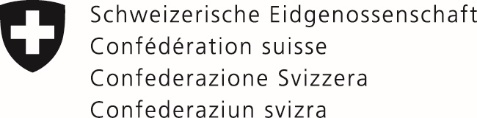 Schweizerische Eidgenossenschaft
Confédération suisse
Confederazione Svizzera
Confederaziun svizra